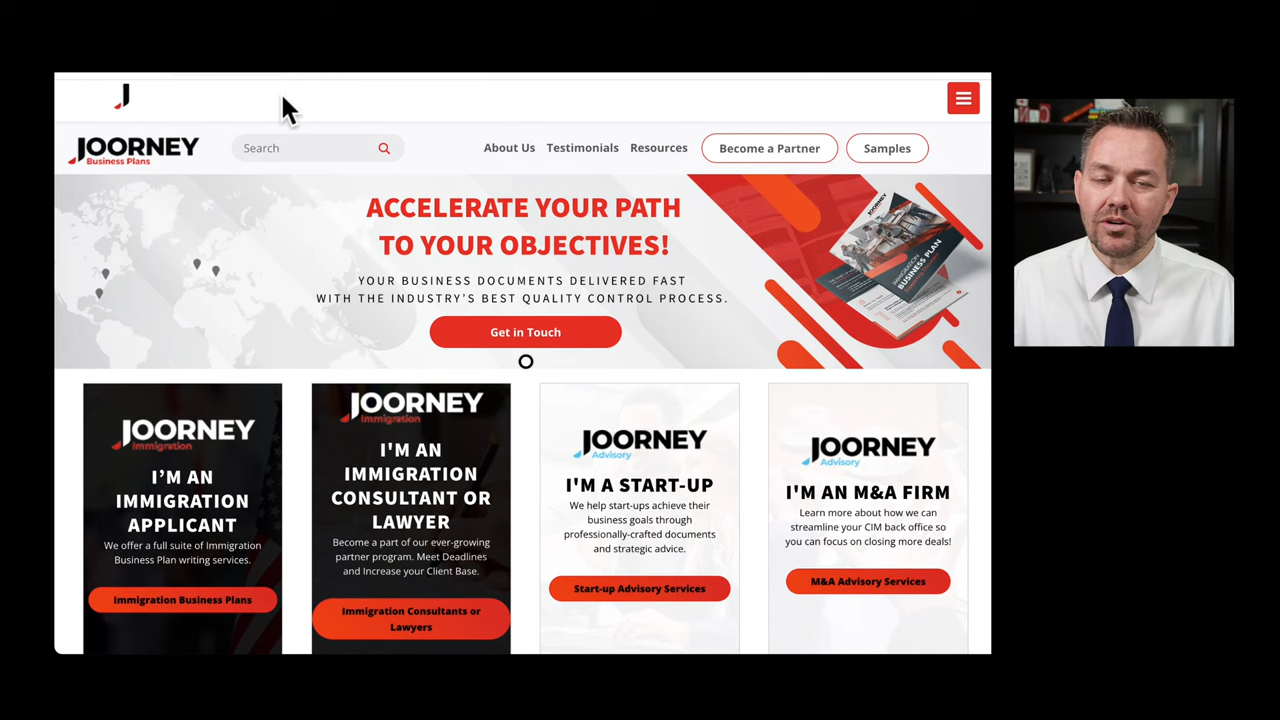 J
JOORNEY
Business Plans
Search
About Us
Testimonials
Resources
Become a Partner
Samples
ACCELERATE YOUR PATH
TO YOUR OBJECTIVES!
YOUR BUSINESS DOCUMENTS DELIVERED FAST
WITH THE INDUSTRY'S BEST QUALITY CONTROL PROCESS.
Get in Touch
JOORNEY
BUSINESS PLAN
JOORNEY
Immigration
I'M AN
IMMIGRATION
APPLICANT
We offer a full suite of Immigration
Business Plan writing services.
Immigration Business Plans
JOORNEY
Immigration
I'M AN
IMMIGRATION
CONSULTANT OR
LAWYER
Become a part of our ever-growing
partner program. Meet Deadlines
and Increase your Client Base.
Immigration Consultants or
Lawyers
JOORNEY
Advisory
I'M A START-UP
We help start-ups achieve their
business goals through
professionally-crafted documents
and strategic advice.
Start-up Advisory Services
JOORNEY
Advisory
I'M AN M&A FIRM
Learn more about how we can
streamline your CIM back office so
you can focus on closing more deals!
M&A Advisory Services